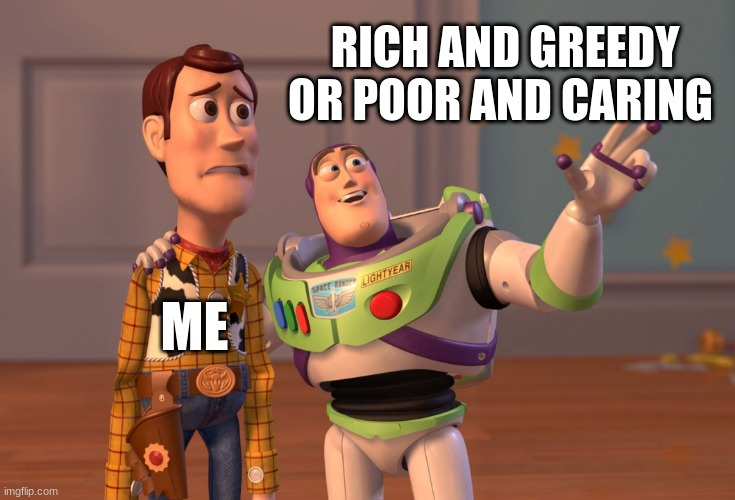 RICH AND GREEDY
OR POOR AND CARING
LIGHTYEAR
SPACE RANGER
ME
imgflip.com